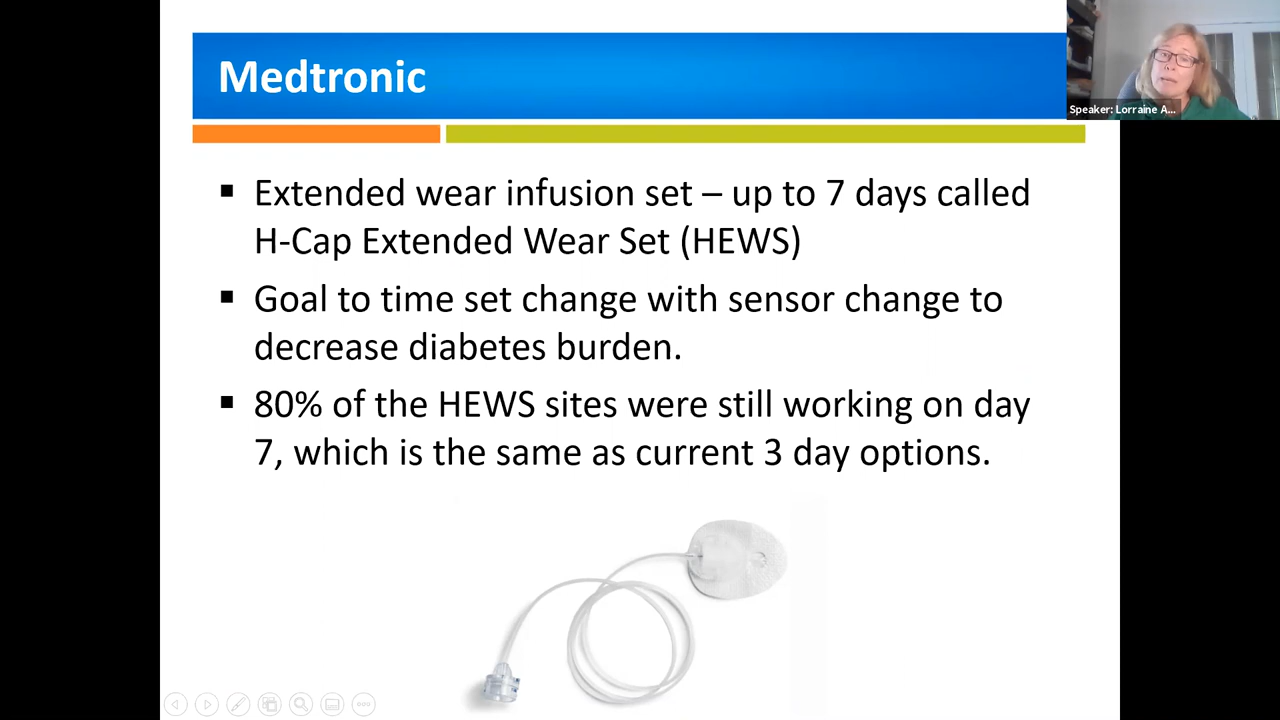 Medtronic
Speaker: Lorraine A...
▪ Extended wear infusion set – up to 7 days called
H-Cap Extended Wear Set (HEWS)
▪ Goal to time set change with sensor change to
decrease diabetes burden.
▪ 80% of the HEWS sites were still working on day
7, which is the same as current 3 day options.